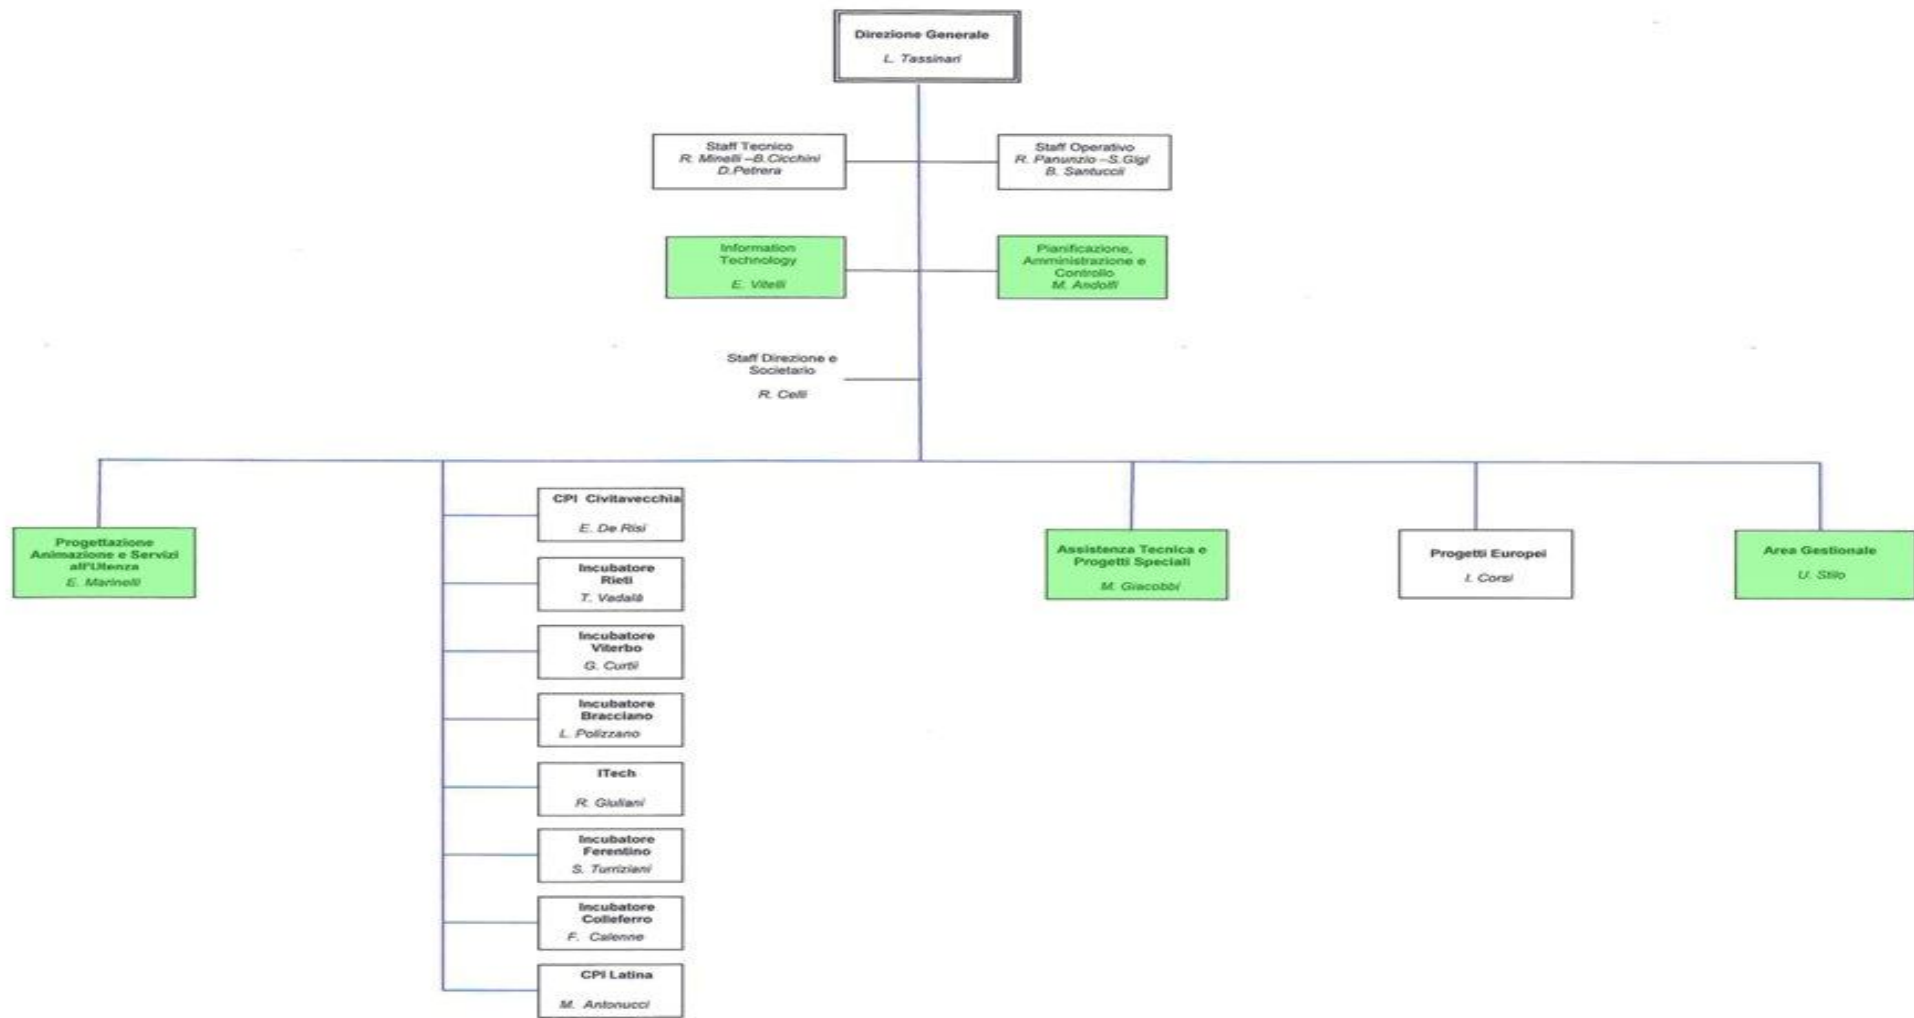 Direzione Generale
L. Tassinari
Staff Tecnico
R. Minelli –B.Cicchini
D.Petrera
Staff Operativo
R. Panunzio –S.Gigl
B. Santuccii
Information
Technology
E. Vitelli
Pianificazione,
Amministrazione e
Controllo
M. Andolfi
Staff Direzione e
Societario
R. Celli
Progettazione
Animazione e Servizi
all'Utenza
E. Marinelli
CPI Civitavecchia
E. De Risi
Incubatore
Rieti
T. Vedalà
Incubatore
Viterbo
G. Curtii
Incubatore
Bracciano
L. Polizzano
ITech
R. Giuliani
Incubatore
Ferentino
S. Turriziani
Incubatore
Colleferro
F. Calenne
CPI Latina
M. Antonucci
Assistenza Tecnica e
Progetti Speciali
M. Giacobbi
Progetti Europei
I. Corsi
Area Gestionale
U. Stilo